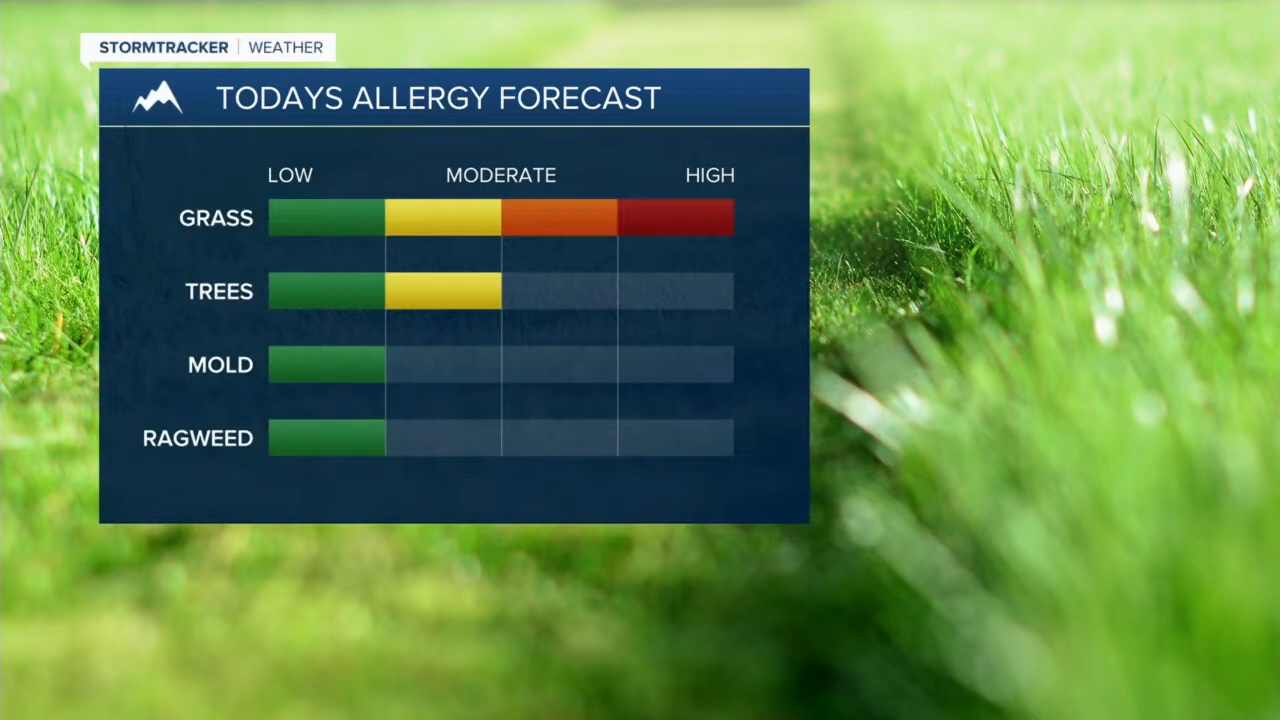 STORMTRACKER | WEATHER
TODAYS ALLERGY FORECAST
LOW MODERATE HIGH
GRASS
TREES
MOLD
RAGWEED